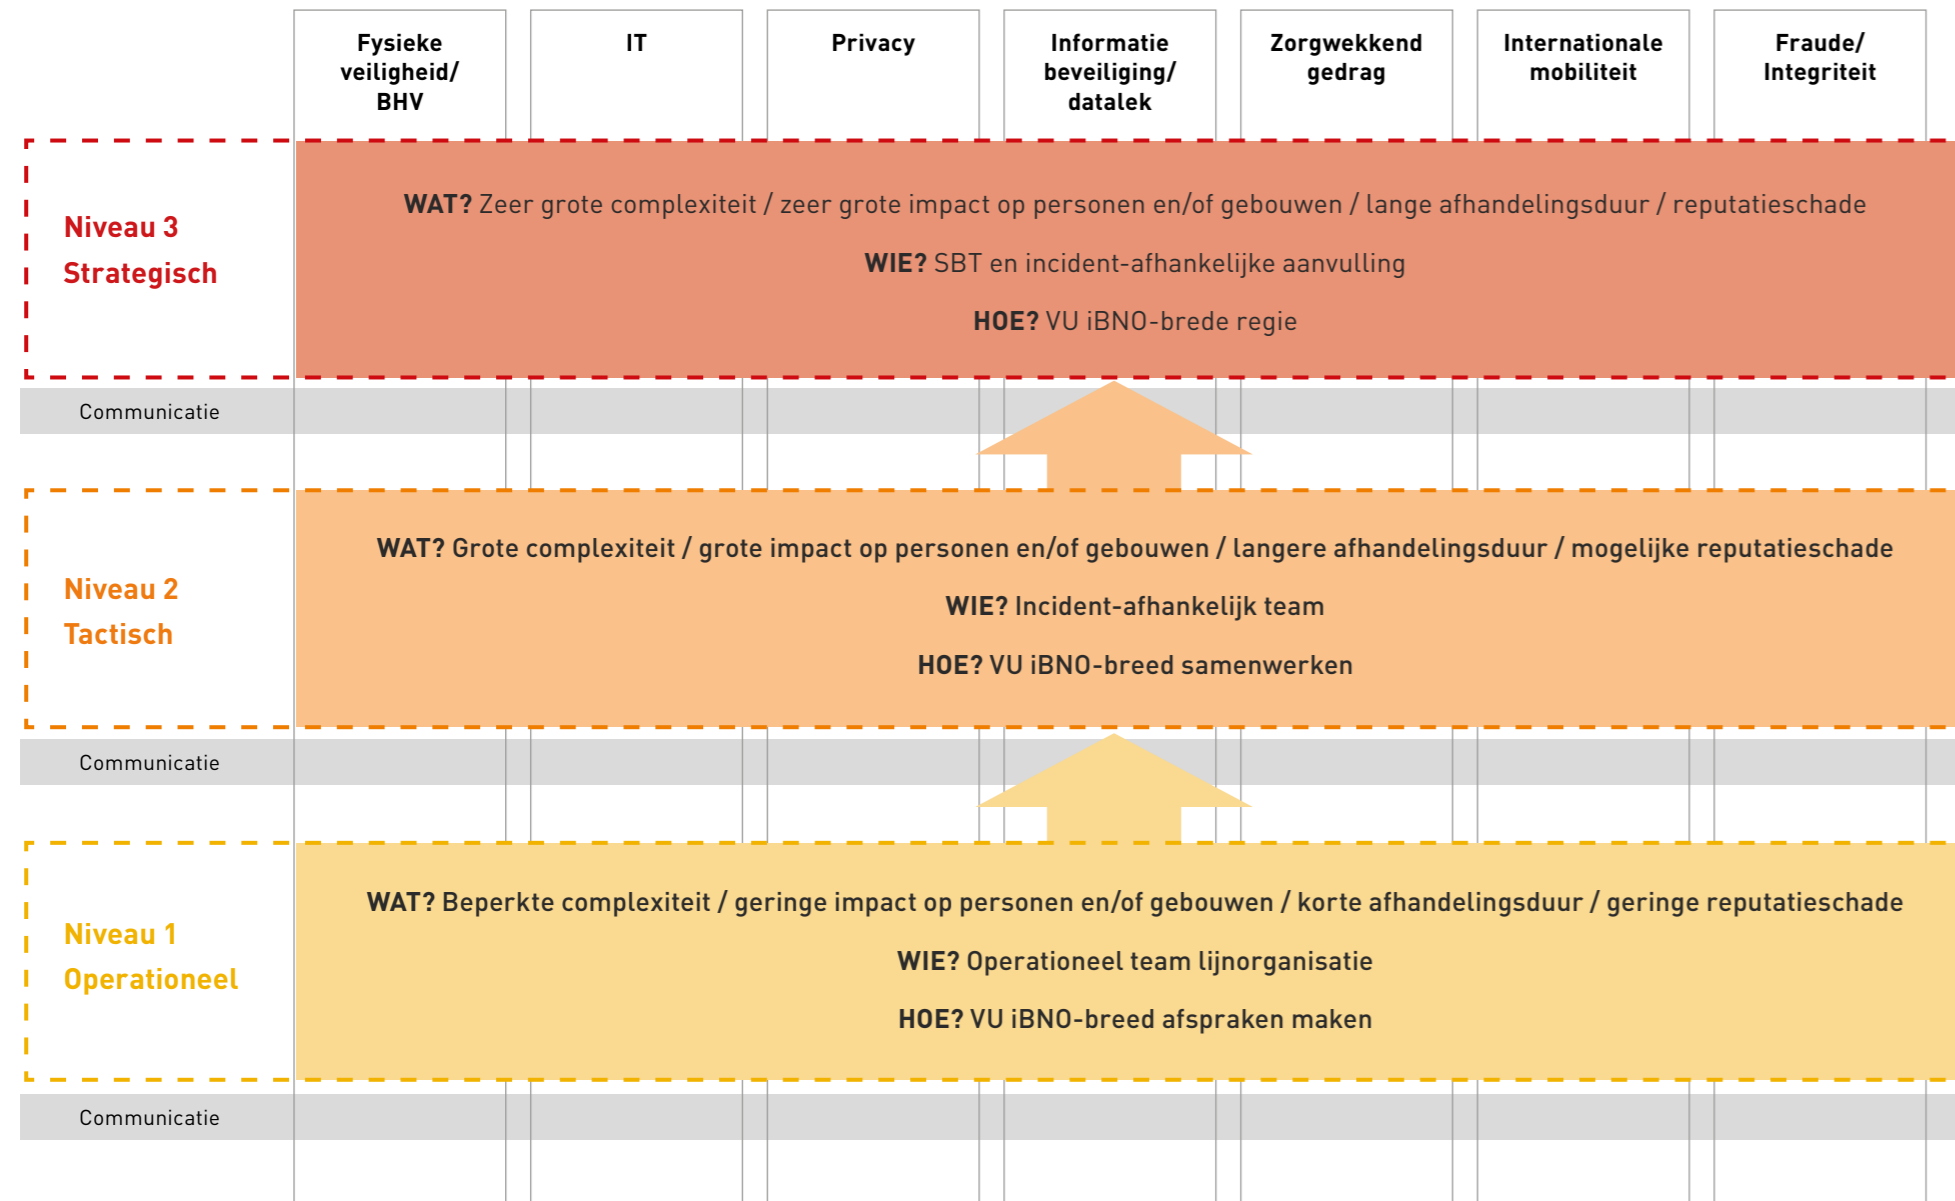 Fysieke
veiligheid/
BHV
IT
Privacy
Informatie
beveiliging/
datalek
Zorgwekkend
gedrag
Internationale
mobiliteit
Fraude/
Integriteit
Niveau 3
Strategisch
WAT? Zeer grote complexiteit / zeer grote impact op personen en/of gebouwen / lange afhandelingsduur / reputatieschade
WIE? SBT en incident-afhankelijke aanvulling
HOE? VU iBNO-brede regie
Communicatie
Niveau 2
Tactisch
WAT? Grote complexiteit / grote impact op personen en/of gebouwen / langere afhandelingsduur / mogelijke reputatieschade
WIE? Incident-afhankelijk team
HOE? VU iBNO-breed samenwerken
Communicatie
Niveau 1
Operationeel
WAT? Beperkte complexiteit / geringe impact op personen en/of gebouwen / korte afhandelingsduur / geringe reputatieschade
WIE? Operationeel team lijnorganisatie
HOE? VU iBNO-breed afspraken maken
Communicatie